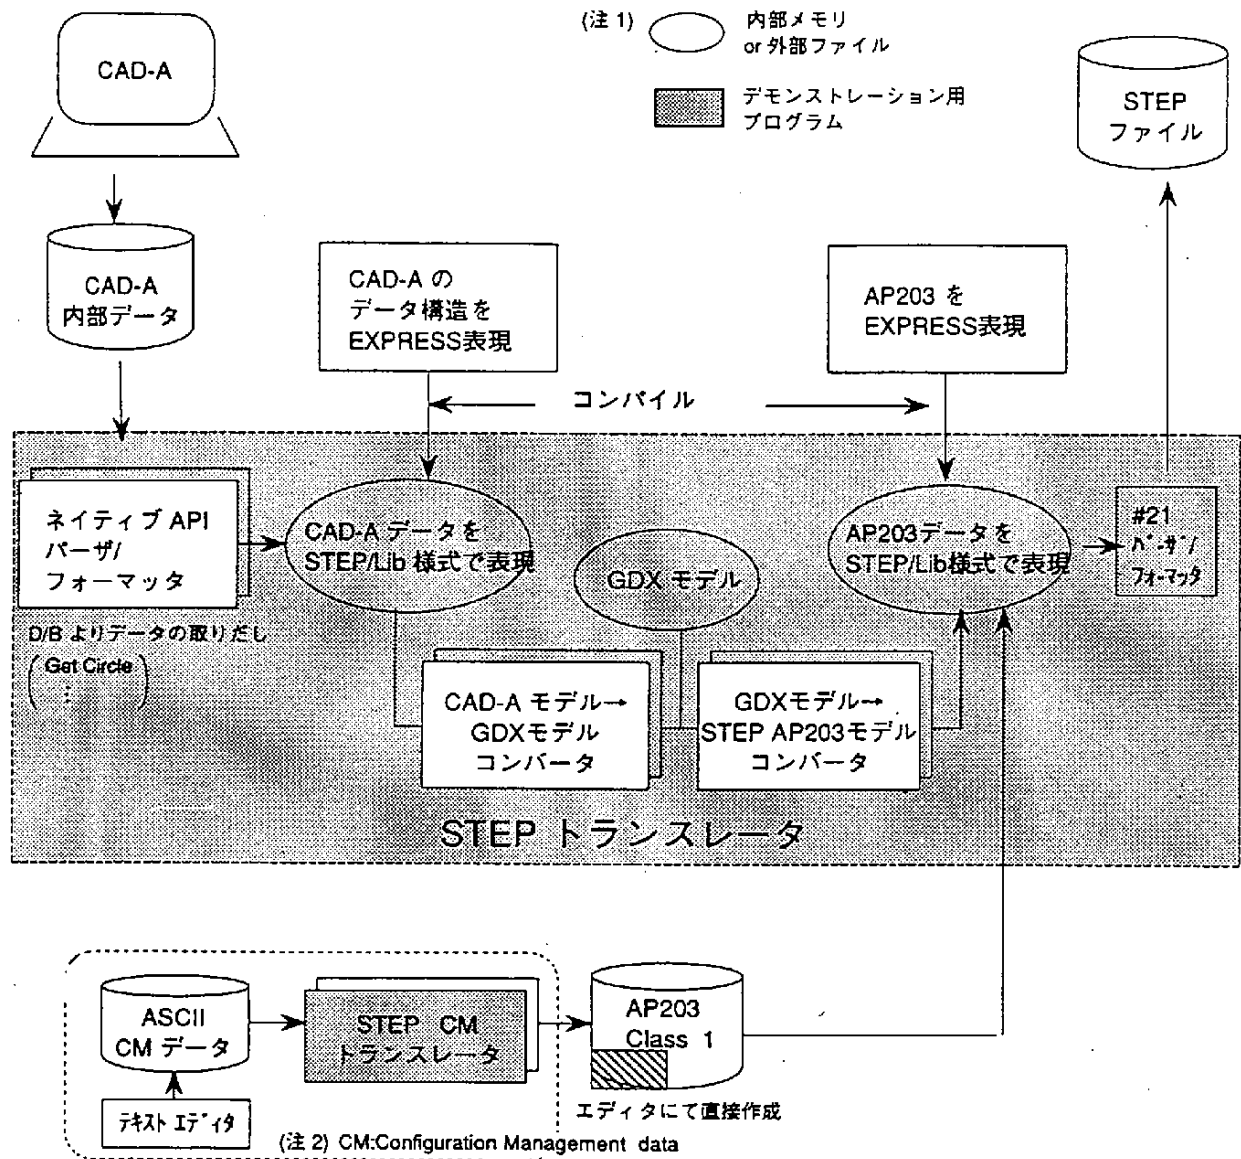 (注 1)
内部メモリ
or 外部ファイル
デモンストレーション用
プログラム
CAD-A
STEP
ファイル
CAD-A
内部データ
CAD-A の
データ構造を
EXPRESS表現
AP203 を
EXPRESS表現
コンパイル
ネイティブ API
パーザ/
フォーマッタ
CAD-A データを
STEP/Lib 様式で表現
GDX モデル
AP203データを
STEP/Lib様式で表現
#21
パーザ/
フォーマッタ
D/B よりデータの取りだし
Get Circle
⋮
CAD-A モデル→
GDXモデル
コンバータ
GDXモデル→
STEP AP203モデル
コンバータ
STEP トランスレータ
ASCII
CM データ
STEP CM
トランスレータ
AP203
Class 1
テキスト エディタ
エディタにて直接作成
(注 2) CM:Configuration Management data